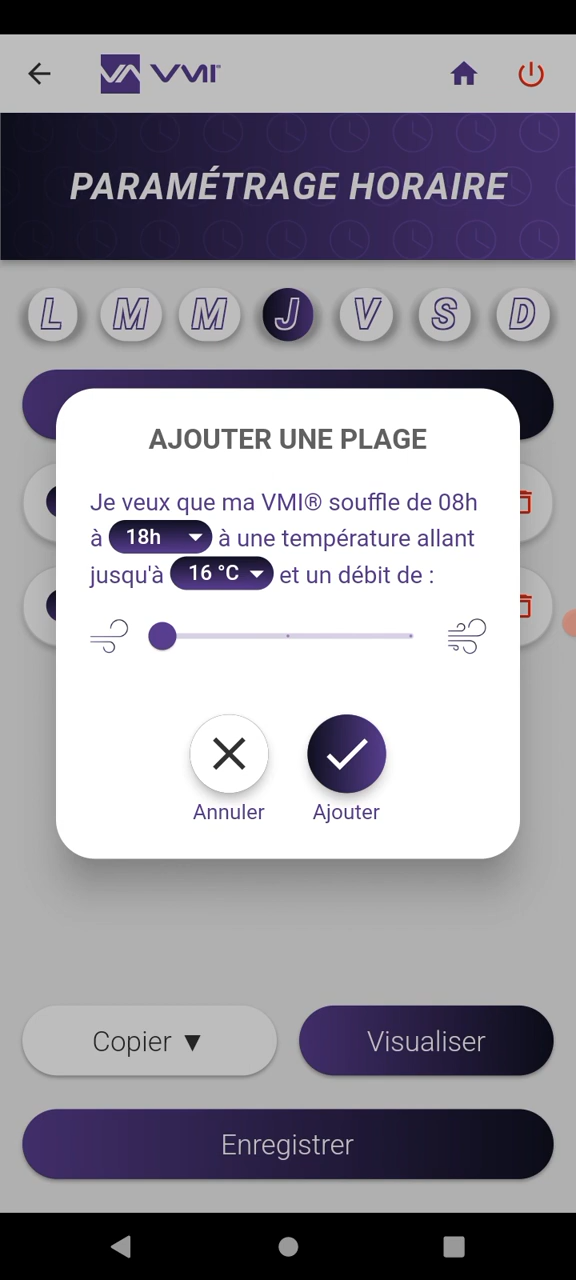 VMI®
PARAMÉTRAGE HORAIRE
L M M J V S D
AJOUTER UNE PLAGE
Je veux que ma VMI® souffle de 08h
à 18h à une température allant
jusqu'à 16 °C et un débit de :
Annuler Ajouter
Copier ▼ Visualiser
Enregistrer